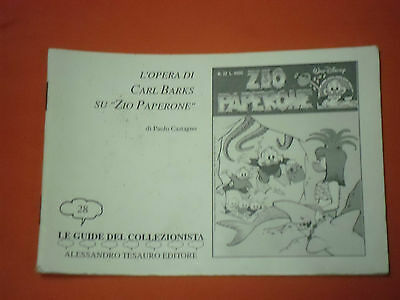 L'OPERA DI
CARL BARKS
SU "ZIO PAPERONE"
di Paolo Castagno
28
LE GUIDE DEL COLLEZIONISTA
ALESSANDRO TESAURO EDITORE
ZIO
WALT DISNEY
PAPERONE